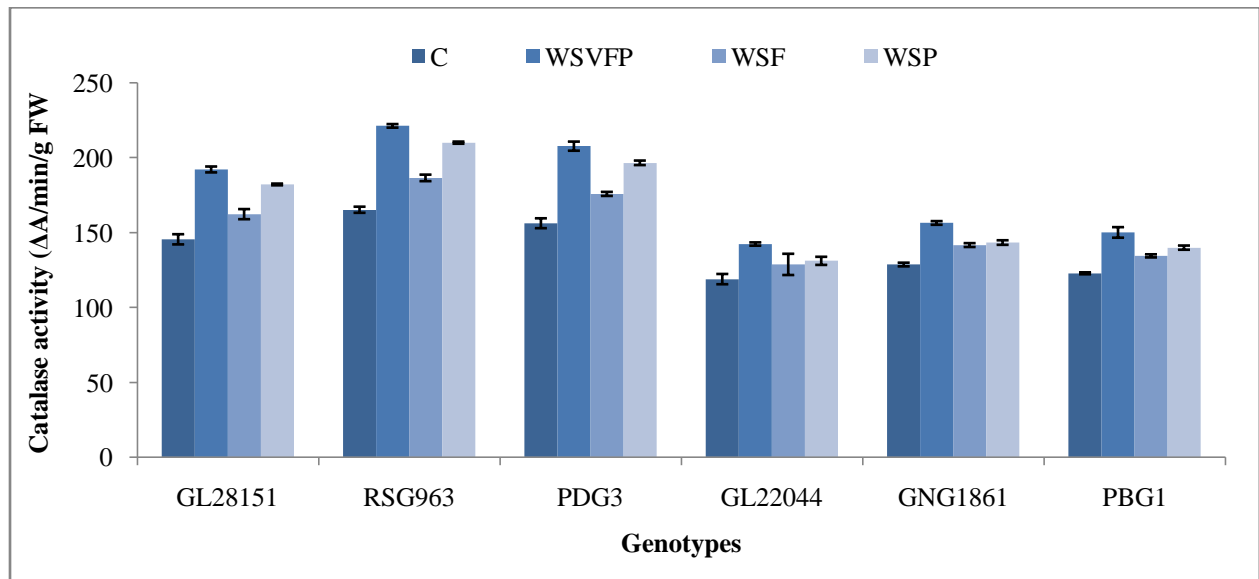 C WSVFP WSF WSP
250
200
150
100
50
0
Catalase activity (ΔA/min/g FW
GL28151 RSG963 PDG3 GL22044 GNG1861 PBG1
Genotypes